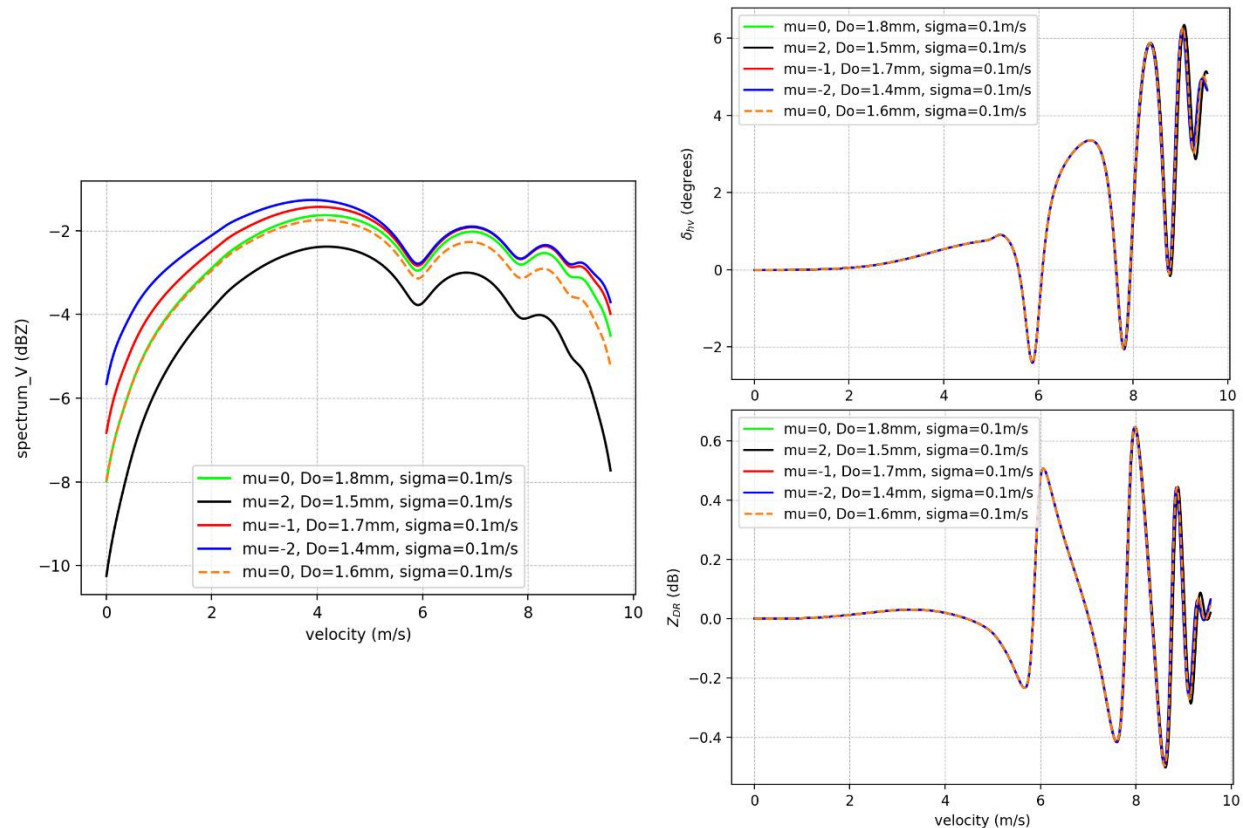 spectrum_V (dBZ)
−2
−4
−6
−8
−10
mu=0, Do=1.8mm, sigma=0.1m/s
mu=2, Do=1.5mm, sigma=0.1m/s
mu=-1, Do=1.7mm, sigma=0.1m/s
mu=-2, Do=1.4mm, sigma=0.1m/s
mu=0, Do=1.6mm, sigma=0.1m/s
0 2 4 6 8 10
velocity (m/s)
δhv (degrees)
6
4
2
0
−2
mu=0, Do=1.8mm, sigma=0.1m/s
mu=2, Do=1.5mm, sigma=0.1m/s
mu=-1, Do=1.7mm, sigma=0.1m/s
mu=-2, Do=1.4mm, sigma=0.1m/s
mu=0, Do=1.6mm, sigma=0.1m/s
0 2 4 6 8 10
ZDR (dB)
0.6
0.4
0.2
0.0
−0.2
−0.4
mu=0, Do=1.8mm, sigma=0.1m/s
mu=2, Do=1.5mm, sigma=0.1m/s
mu=-1, Do=1.7mm, sigma=0.1m/s
mu=-2, Do=1.4mm, sigma=0.1m/s
mu=0, Do=1.6mm, sigma=0.1m/s
0 2 4 6 8 10
velocity (m/s)